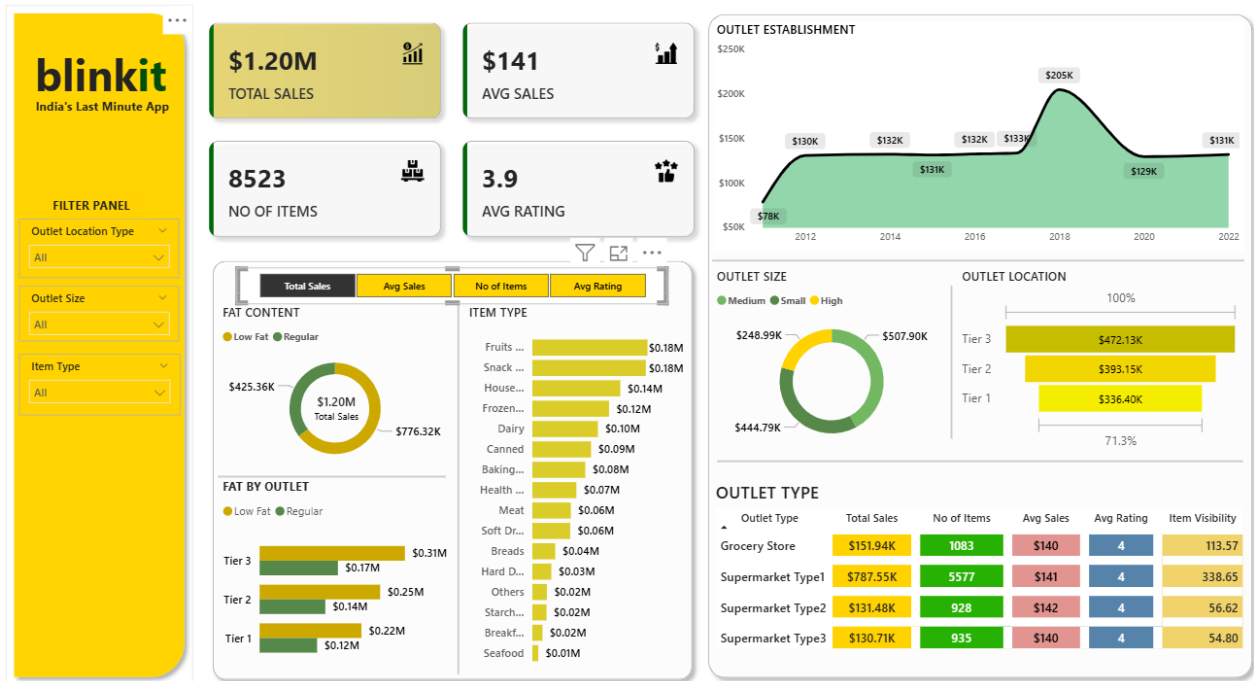 blinkit
India's Last Minute App
FILTER PANEL
Outlet Location Type
All
Outlet Size
All
Item Type
All
$1.20M
TOTAL SALES
$141
AVG SALES
8523
NO OF ITEMS
3.9
AVG RATING
Total Sales Avg Sales No of Items Avg Rating
FAT CONTENT
Low Fat Regular
$425.36K
$1.20M
Total Sales
$776.32K
FAT BY OUTLET
Low Fat Regular
Tier 3 $0.31M
$0.17M
Tier 2 $0.25M
$0.14M
Tier 1 $0.22M
$0.12M
ITEM TYPE
Fruits ... $0.18M
Snack ... $0.18M
House... $0.14M
Frozen... $0.12M
Dairy $0.10M
Canned $0.09M
Baking... $0.08M
Health ... $0.07M
Meat $0.06M
Soft Dr... $0.06M
Breads $0.04M
Hard D... $0.03M
Others $0.02M
Starch... $0.02M
Breakf... $0.02M
Seafood $0.01M
OUTLET ESTABLISHMENT
$250K
$200K
$150K
$100K
$50K
$78K $130K $132K $131K $132K $133K $205K $129K $131K
2012 2014 2016 2018 2020 2022
OUTLET SIZE
Medium Small High
$248.99K $507.90K
$444.79K
OUTLET LOCATION
100%
Tier 3 $472.13K
Tier 2 $393.15K
Tier 1 $336.40K
71.3%
OUTLET TYPE
Outlet Type Total Sales No of Items Avg Sales Avg Rating Item Visibility
Grocery Store $151.94K 1083 $140 4 113.57
Supermarket Type1 $787.55K 5577 $141 4 338.65
Supermarket Type2 $131.48K 928 $142 4 56.62
Supermarket Type3 $130.71K 935 $140 4 54.80